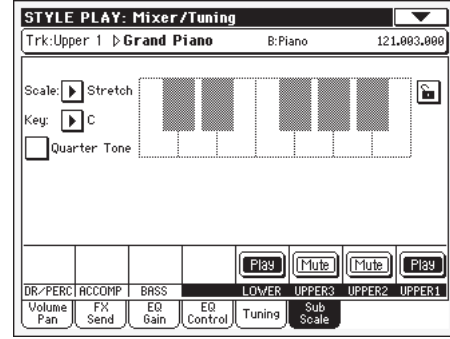 STYLE PLAY: Mixer/Tuning
Trk:Upper 1 ▷Grand Piano B:Piano 121.003.000
Scale: Stretch
Key: C
Quarter Tone
Play Mute Mute Play
DR/PERC ACCOMP BASS LOWER UPPER3 UPPER2 UPPER1
Volume Pan FX Send EQ Gain EQ Control Tuning Sub Scale